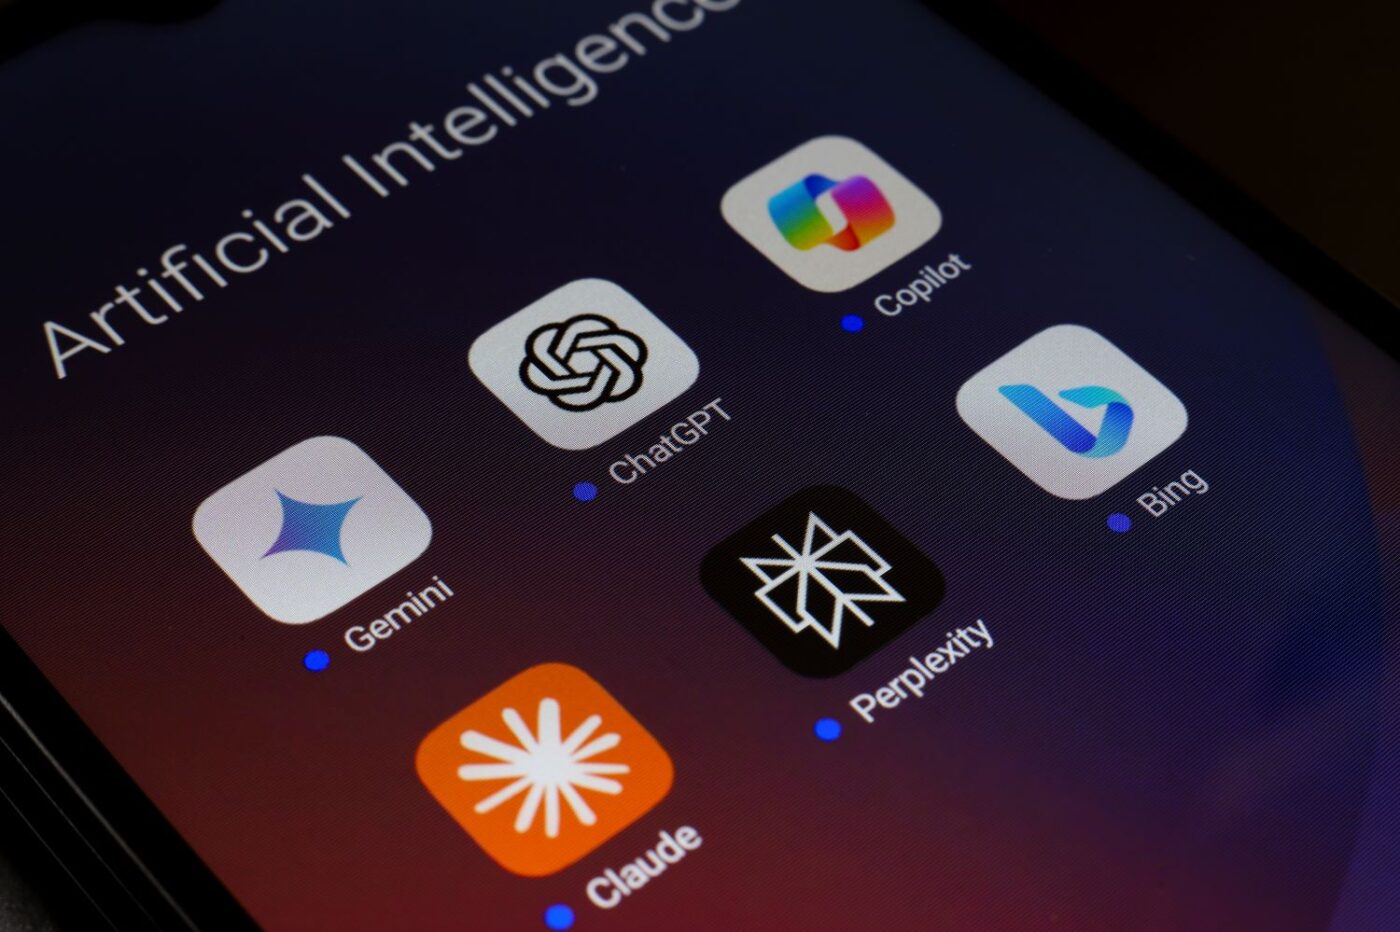 Artificial Intelligence
Gemini
ChatGPT
Copilot
Claude
Perplexity
Bing